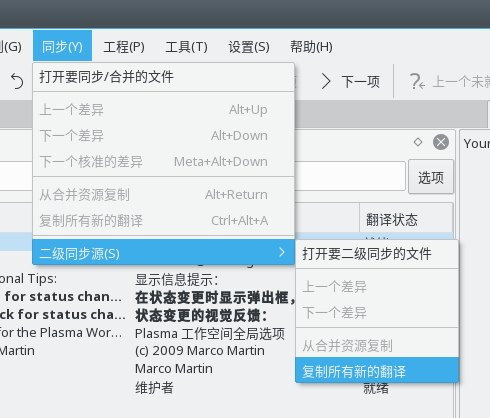 (G) 同步(Y) 工程(P) 工具(T) 设置(S) 帮助(H)
打开要同步/合并的文件
下一项
上一个未
上一个差异 Alt+Up
下一个差异 Alt+Down
下一个核准的差异 Meta+Alt+Down
从合并资源复制 Alt+Return
复制所有新的翻译 Ctrl+Alt+A
二级同步源(S)
Your
选项
翻译状态
打开要二级同步的文件
上一个差异
下一个差异
从合并资源复制
复制所有新的翻译
onal Tips: 显示信息提示:
for status chan... 在状态变更时显示弹出框,
ck for status cha... 状态变更的视觉反馈:
for the Plasma Wor... Plasma 工作空间全局选项
Martin (c) 2009 Marco Martin
Marco Martin
维护者 就绪